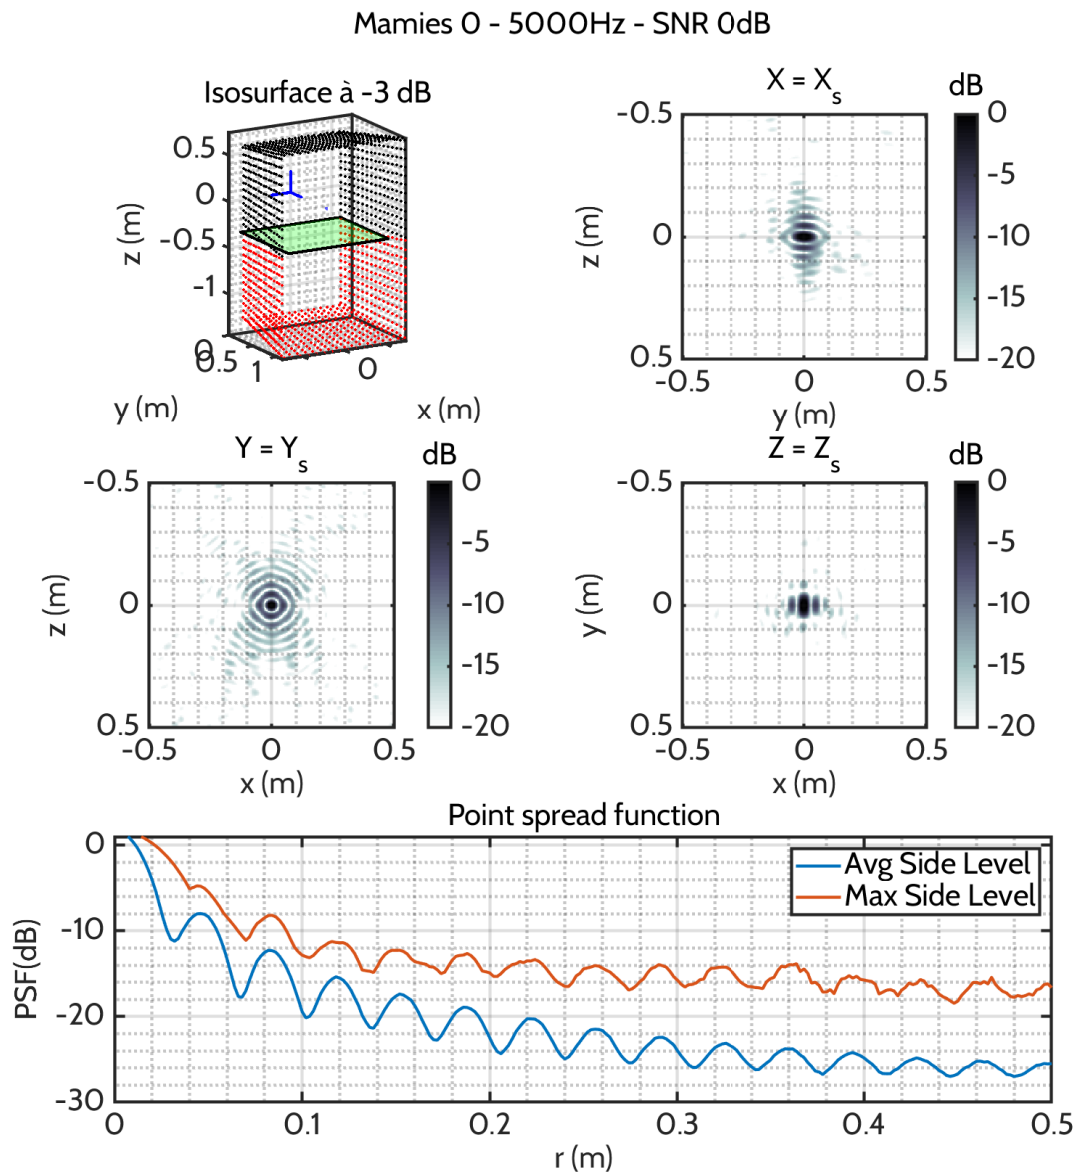 Mamies 0 - 5000Hz - SNR 0dB
Isosurface à -3 dB
0.5
0
-0.5
-1
z (m)
0
0.5
1
0
y (m)
x (m)
X = Xs
dB
-0.5
0
0.5
z (m)
-0.5
0
0.5
y (m)
0
-5
-10
-15
-20
Y = Ys
dB
-0.5
0
0.5
z (m)
-0.5
0
0.5
x (m)
0
-5
-10
-15
-20
Z = Zs
dB
-0.5
0
0.5
y (m)
-0.5
0
0.5
x (m)
0
-5
-10
-15
-20
Point spread function
0
-10
-20
-30
PSF(dB)
Avg Side Level
Max Side Level
0
0.1
0.2
0.3
0.4
0.5
r (m)